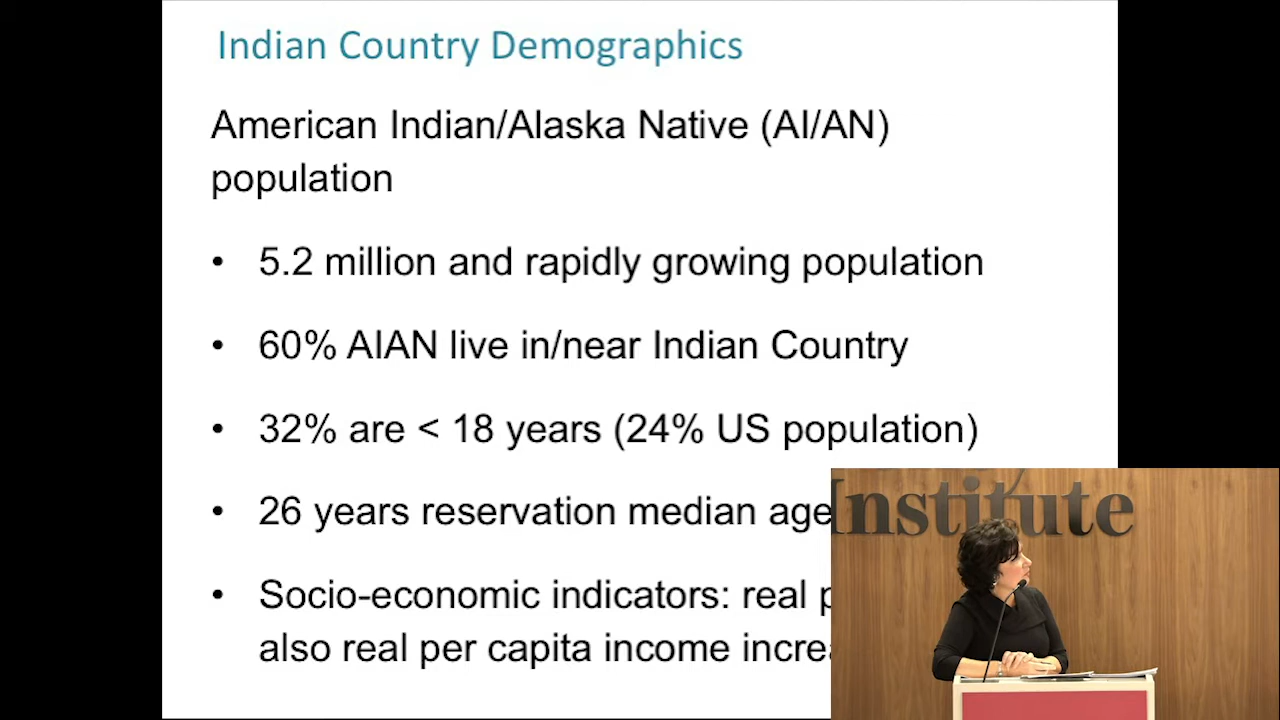 Indian Country Demographics
American Indian/Alaska Native (AI/AN)
population
• 5.2 million and rapidly growing population
• 60% AIAN live in/near Indian Country
• 32% are < 18 years (24% US population)
• 26 years reservation median age
• Socio-economic indicators: real
also real per capita income
Institute